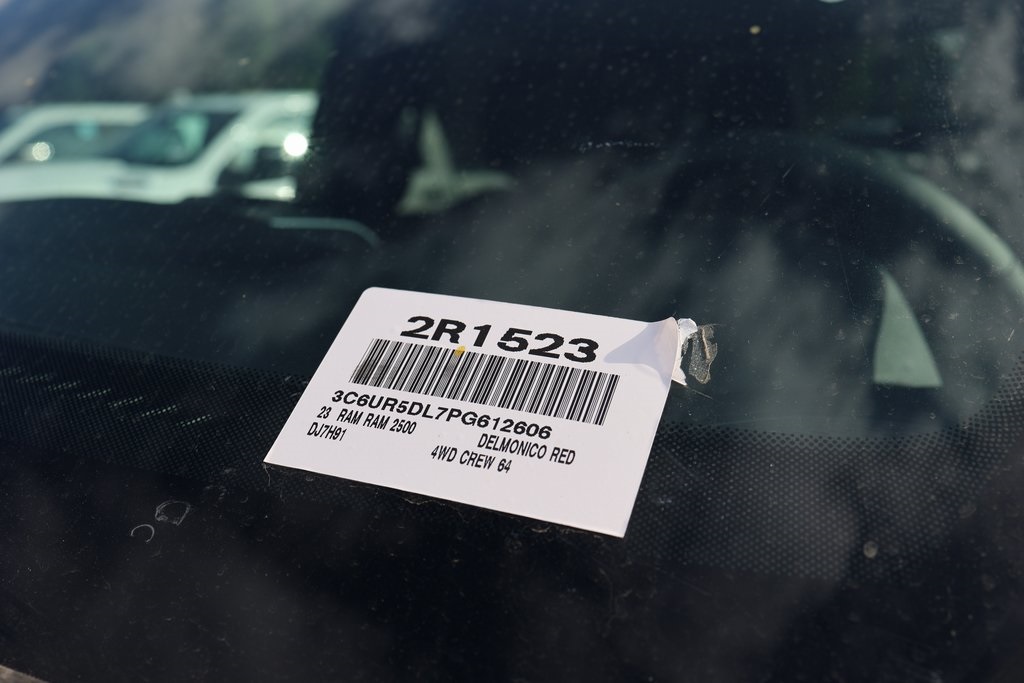 2R1523
3C6UR5DL7PG612606
23 RAM RAM 2500 DELMONICO RED
DJ7H91 4WD CREW 64